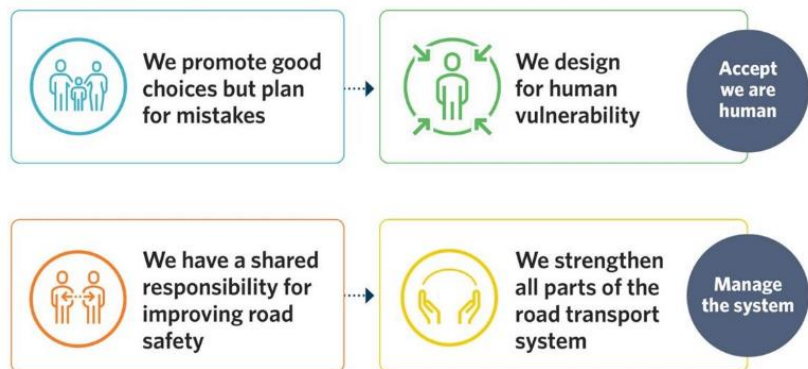 We promote good
choices but plan
for mistakes
We design
for human
vulnerability
Accept
we are
human
We have a shared
responsibility for
improving road
safety
We strengthen
all parts of the
road transport
system
Manage
the system